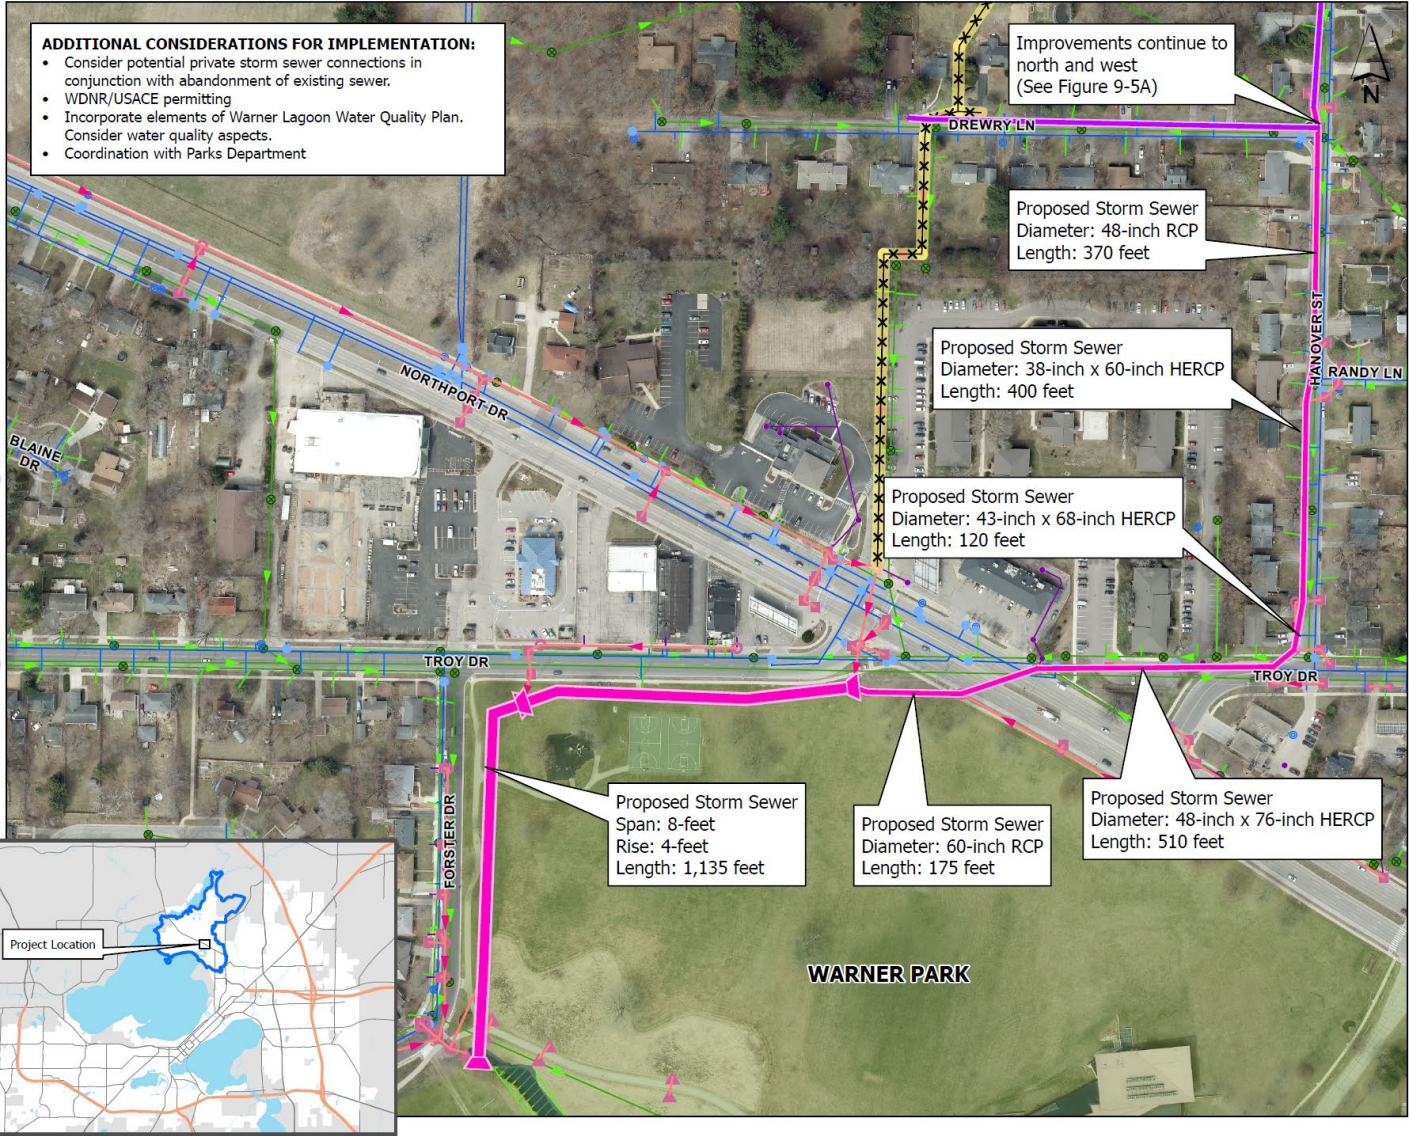 ADDITIONAL CONSIDERATIONS FOR IMPLEMENTATION:
• Consider potential private storm sewer connections in
conjunction with abandonment of existing sewer.
• WDNR/USACE permitting
• Incorporate elements of Warner Lagoon Water Quality Plan.
Consider water quality aspects.
• Coordination with Parks Department
Improvements continue to
north and west
(See Figure 9-5A)
N
DREWRY LN
Proposed Storm Sewer
Diameter: 48-inch RCP
Length: 370 feet
HANOVER ST
Proposed Storm Sewer
Diameter: 38-inch x 60-inch HERCP
Length: 400 feet
RANDY LN
NORTHPORT DR
BLAINE
DR
Proposed Storm Sewer
Diameter: 43-inch x 68-inch HERCP
Length: 120 feet
TROY DR
TROY DR
Proposed Storm Sewer
Span: 8-feet
Rise: 4-feet
Length: 1,135 feet
Proposed Storm Sewer
Diameter: 60-inch RCP
Length: 175 feet
Proposed Storm Sewer
Diameter: 48-inch x 76-inch HERCP
Length: 510 feet
FORSTER DR
Project Location
WARNER PARK